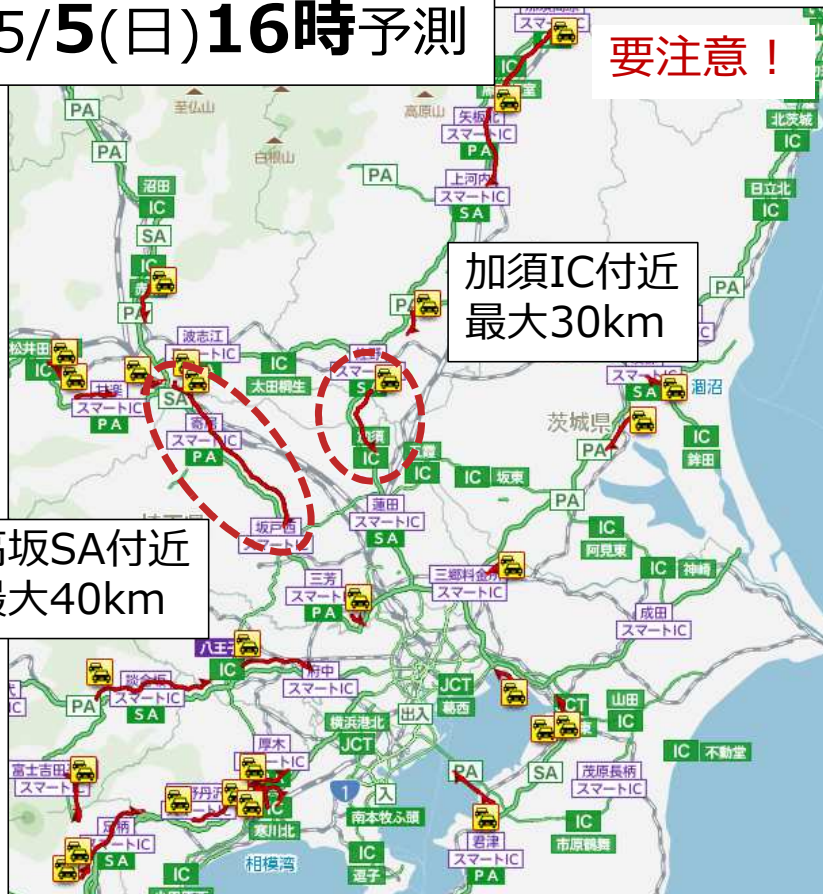 5/5(日)16時予測
要注意！
スマートIC
IC
PA
至仏山
高原山
矢板北
スマートIC
PA
北茨城
IC
PA
白根山
PA
上河内
スマートIC
SA
日立北
IC
沼田
IC
SA
IC
PA
加須IC付近
最大30km
PA
PA
波志江
松井田
IC
IC
太田桐生
スマートIC
SA
甘楽
スマートIC
PA
SA
寄居
スマートIC
PA
加須
IC
IC
IC 坂東
茨城県
PA
涸沼
IC
鉾田
PA
蓮田
スマートIC
SA
坂戸西
スマートIC
高坂SA付近
最大40km
IC
阿見東
IC 神崎
三芳
スマート
PA
三郷料金所
スマートIC
成田
スマートIC
八王子
IC
府中
スマートIC
談合坂
スマートIC
SA
PA
JCT
葛西
出入
横浜港北
JCT
JCT
山田
IC
IC 不動堂
富士吉田
スマート
厚木
PA
SA
茂原長柄
スマートIC
1
入
南本牧ふ頭
IC
寒川北
足柄
スマートIC
SA
IC
相模湾
IC
逗子
君津
スマートIC
PA
IC
市原鶴舞